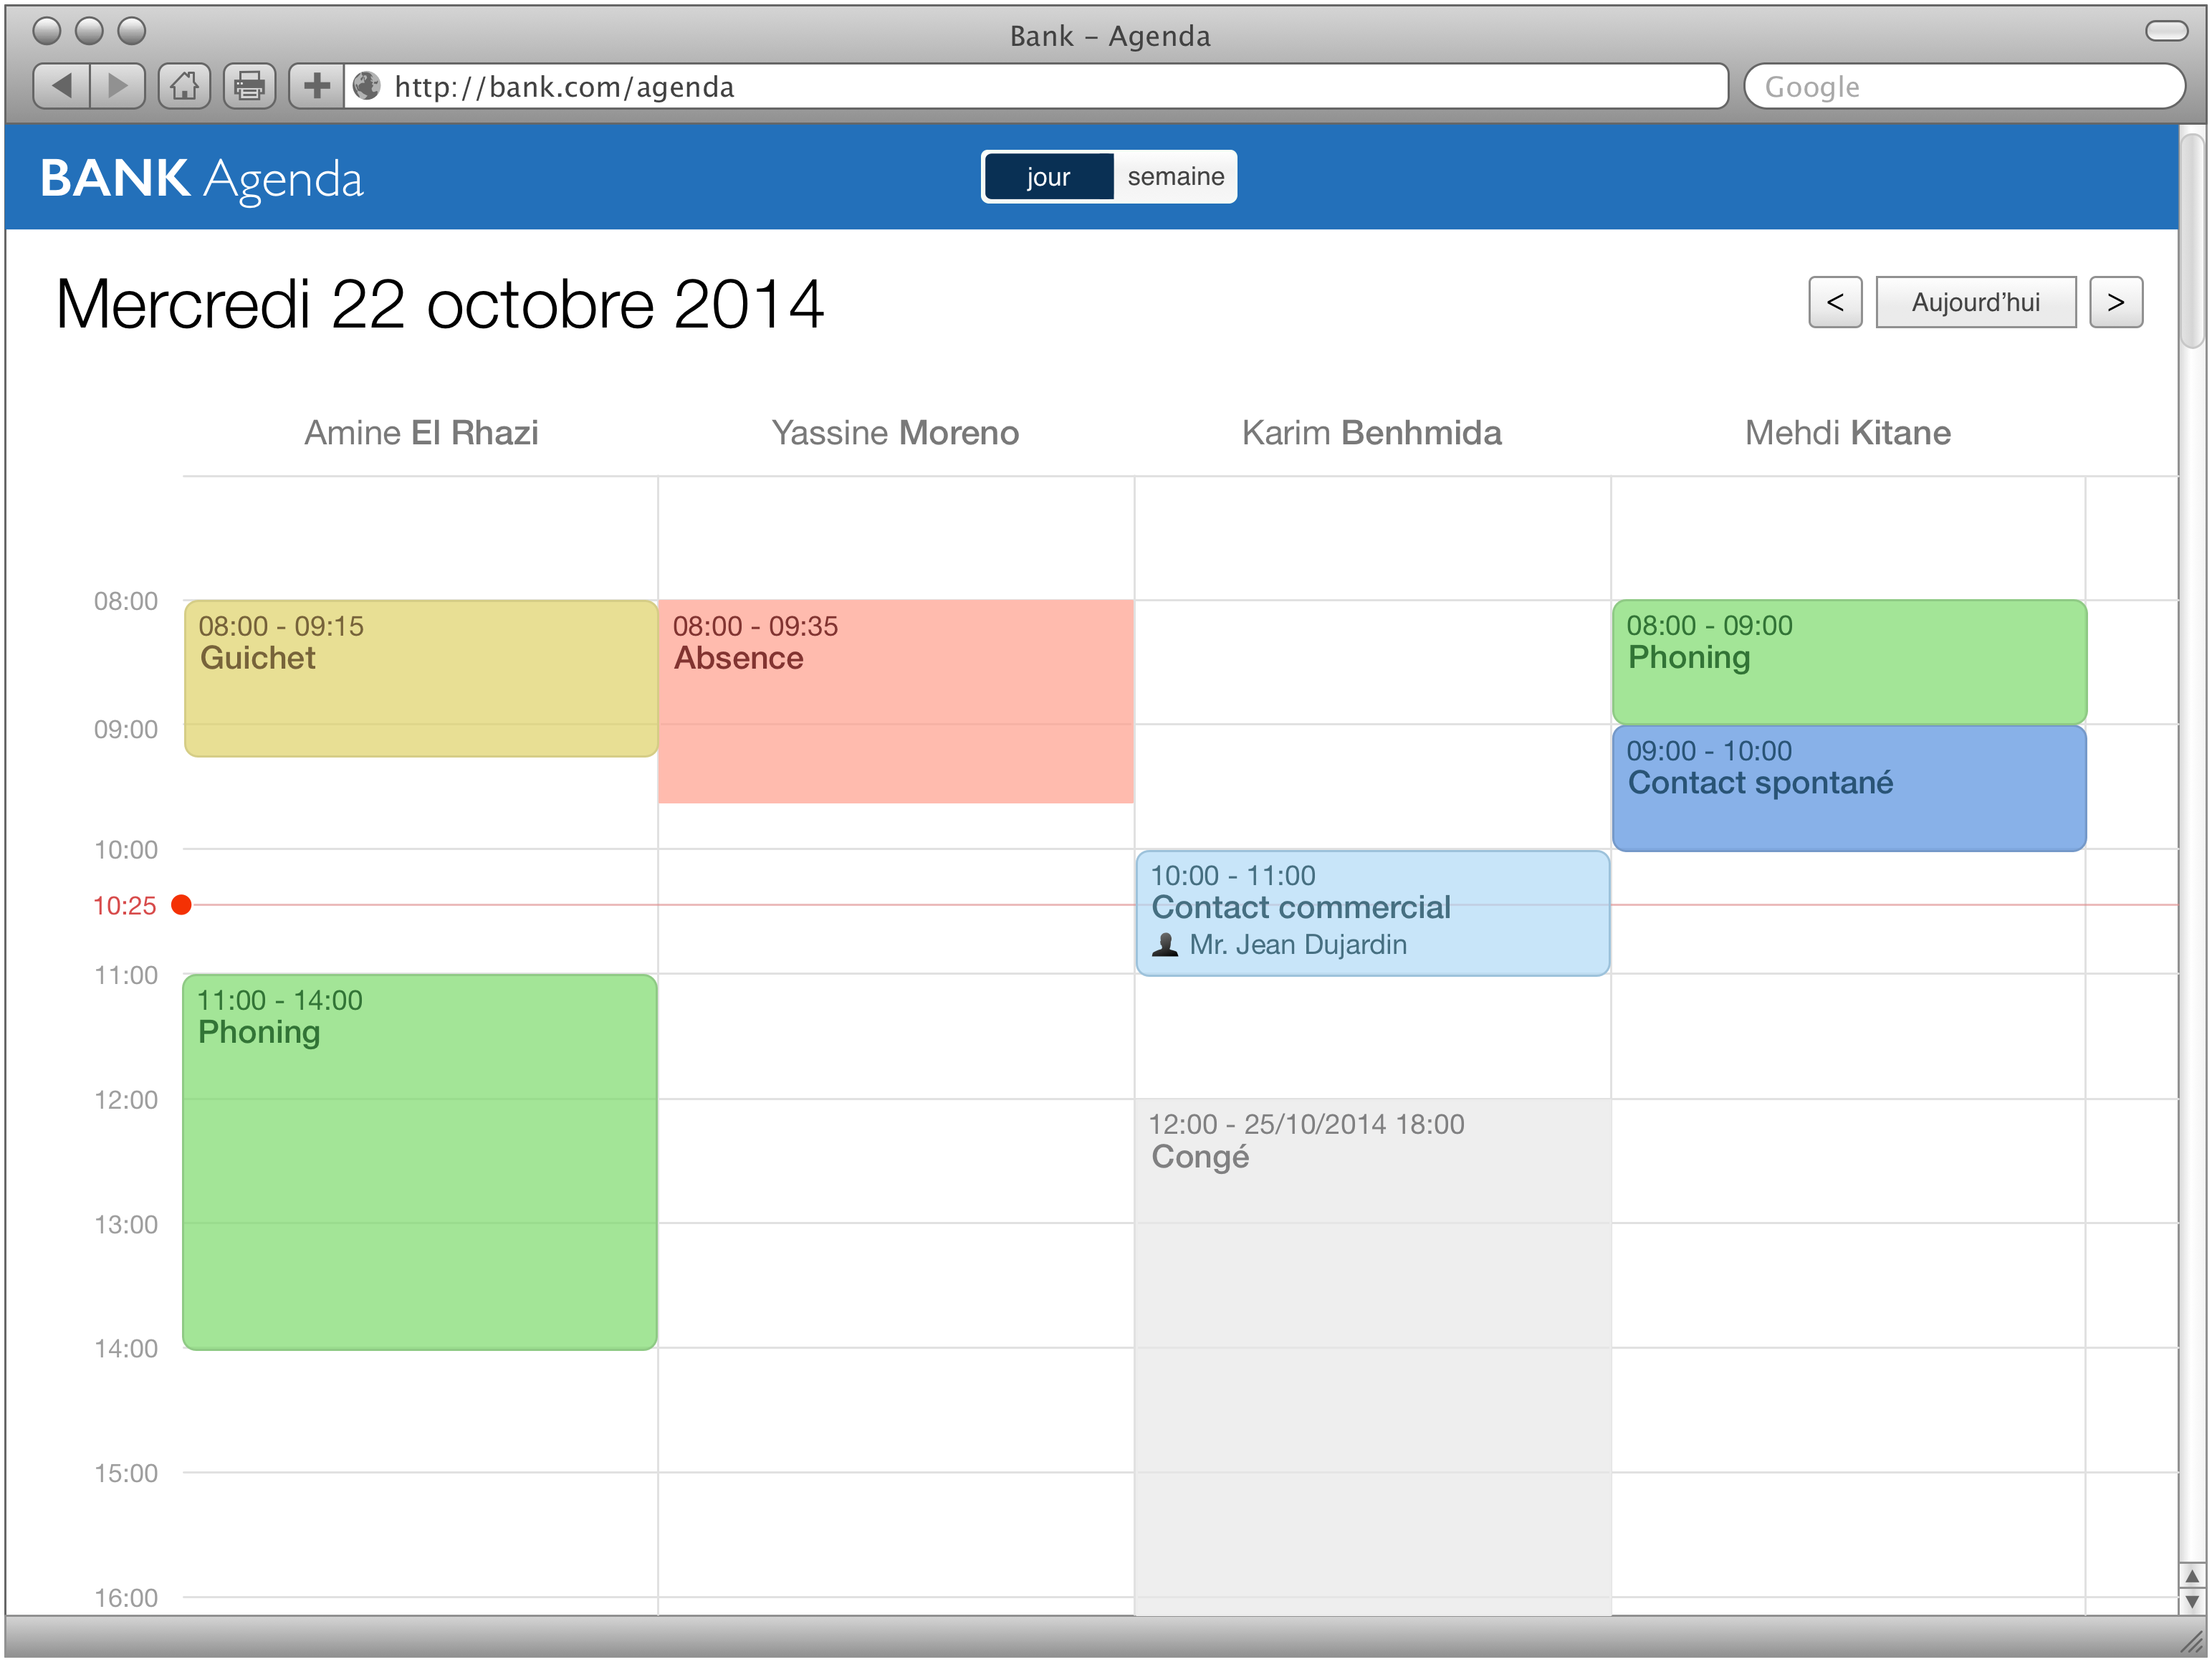 Bank – Agenda
http://bank.com/agenda
Google
BANK Agenda
jour semaine
Mercredi 22 octobre 2014
< Aujourd’hui >
Amine El Rhazi
Yassine Moreno
Karim Benhmida
Mehdi Kitane
08:00
08:00 - 09:15
Guichet
08:00 - 09:35
Absence
08:00 - 09:00
Phoning
09:00
09:00 - 10:00
Contact spontané
10:00
10:00 - 11:00
Contact commercial
Mr. Jean Dujardin
10:25
11:00
11:00 - 14:00
Phoning
12:00
12:00 - 25/10/2014 18:00
Congé
13:00
14:00
15:00
16:00